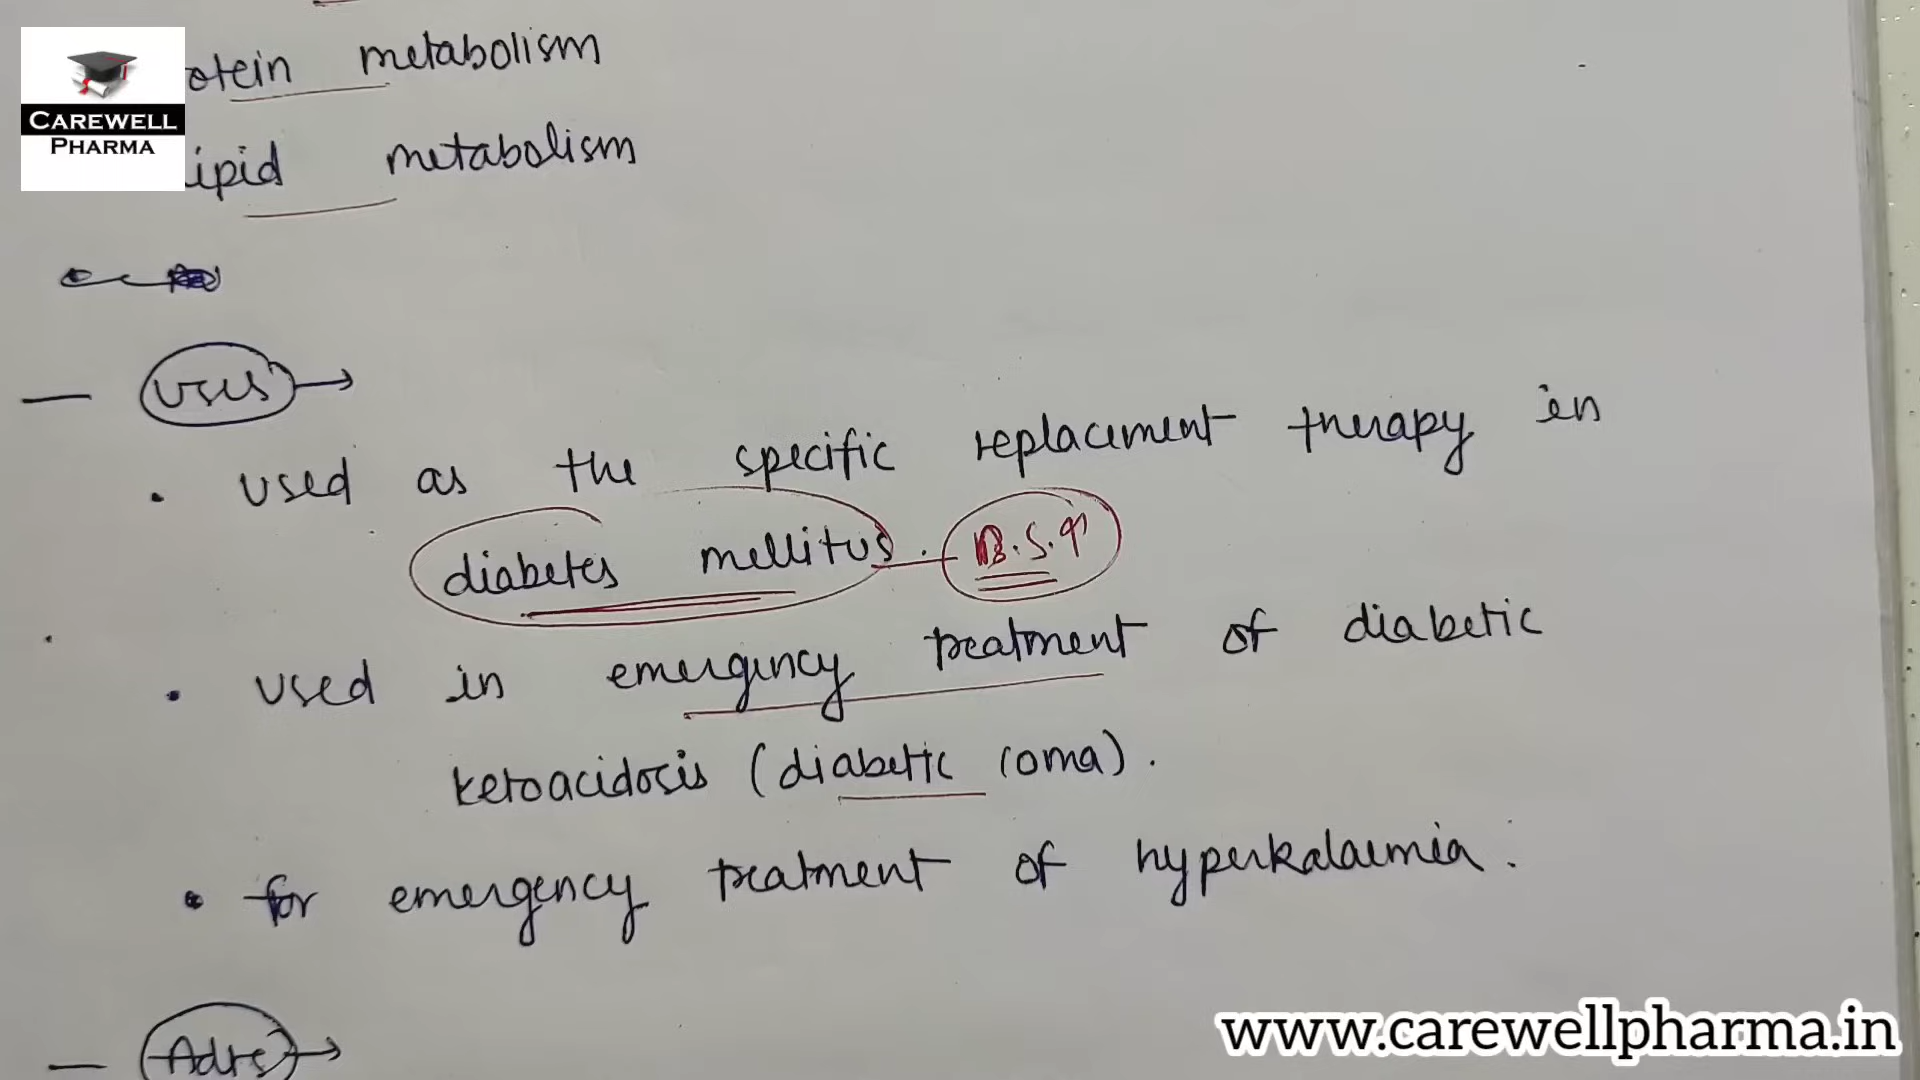 CAREWELL
PHARMA
otein metabolism
ipid metabolism
— uses →
• used as the specific replacement therapy in
diabetes mellitus. — B.S.↑
• used in emergency treatment of diabetic
ketoacidosis (diabetic coma).
• for emergency treatment of hyperkalaemia.
— Adrs →
www.carewellpharma.in